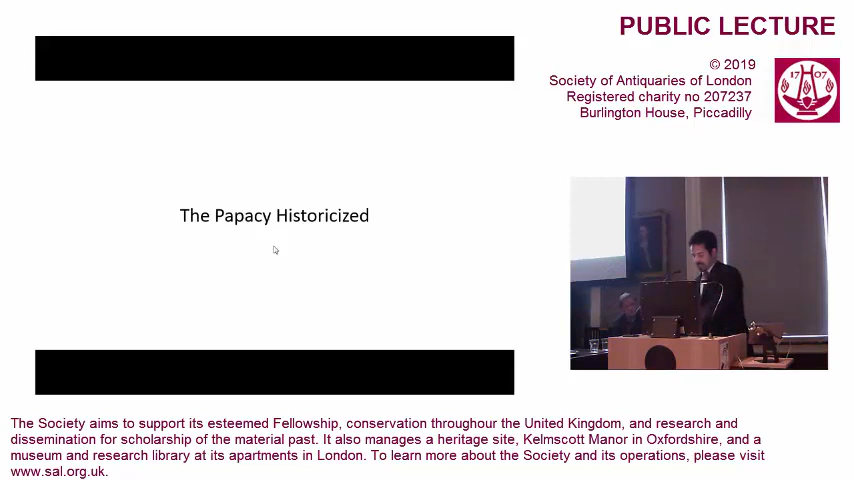 PUBLIC LECTURE
© 2019
Society of Antiquaries of London
Registered charity no 207237
Burlington House, Piccadilly
17 07
The Papacy Historicized
The Society aims to support its esteemed Fellowship, conservation throughour the United Kingdom, and research and
dissemination for scholarship of the material past. It also manages a heritage site, Kelmscott Manor in Oxfordshire, and a
museum and research library at its apartments in London. To learn more about the Society and its operations, please visit
www.sal.org.uk.